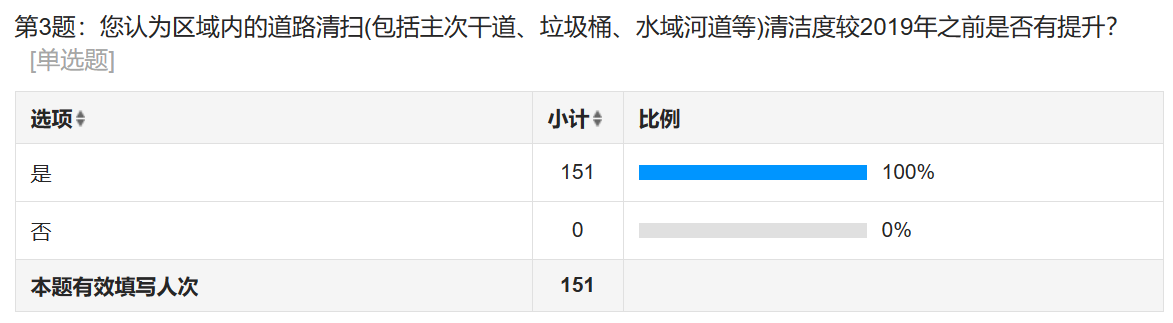 第3题：您认为区域内的道路清扫(包括主次干道、垃圾桶、水域河道等)清洁度较2019年之前是否有提升？
[单选题]
选项 小计 比例
是 151 100%
否 0 0%
本题有效填写人次 151